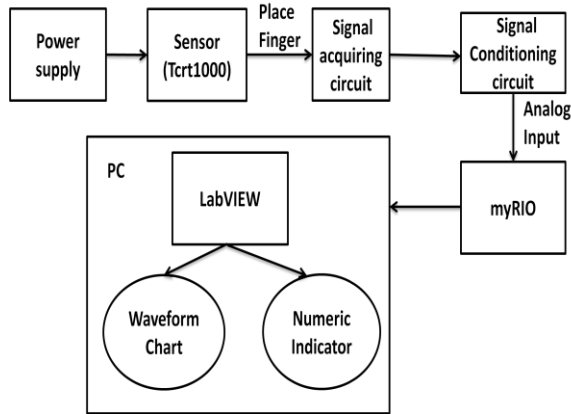 Power
supply
Sensor
(Tcrt1000)
Place
Finger
Signal
acquiring
circuit
Signal
Conditioning
circuit
Analog
Input
myRIO
PC
LabVIEW
Waveform
Chart
Numeric
Indicator